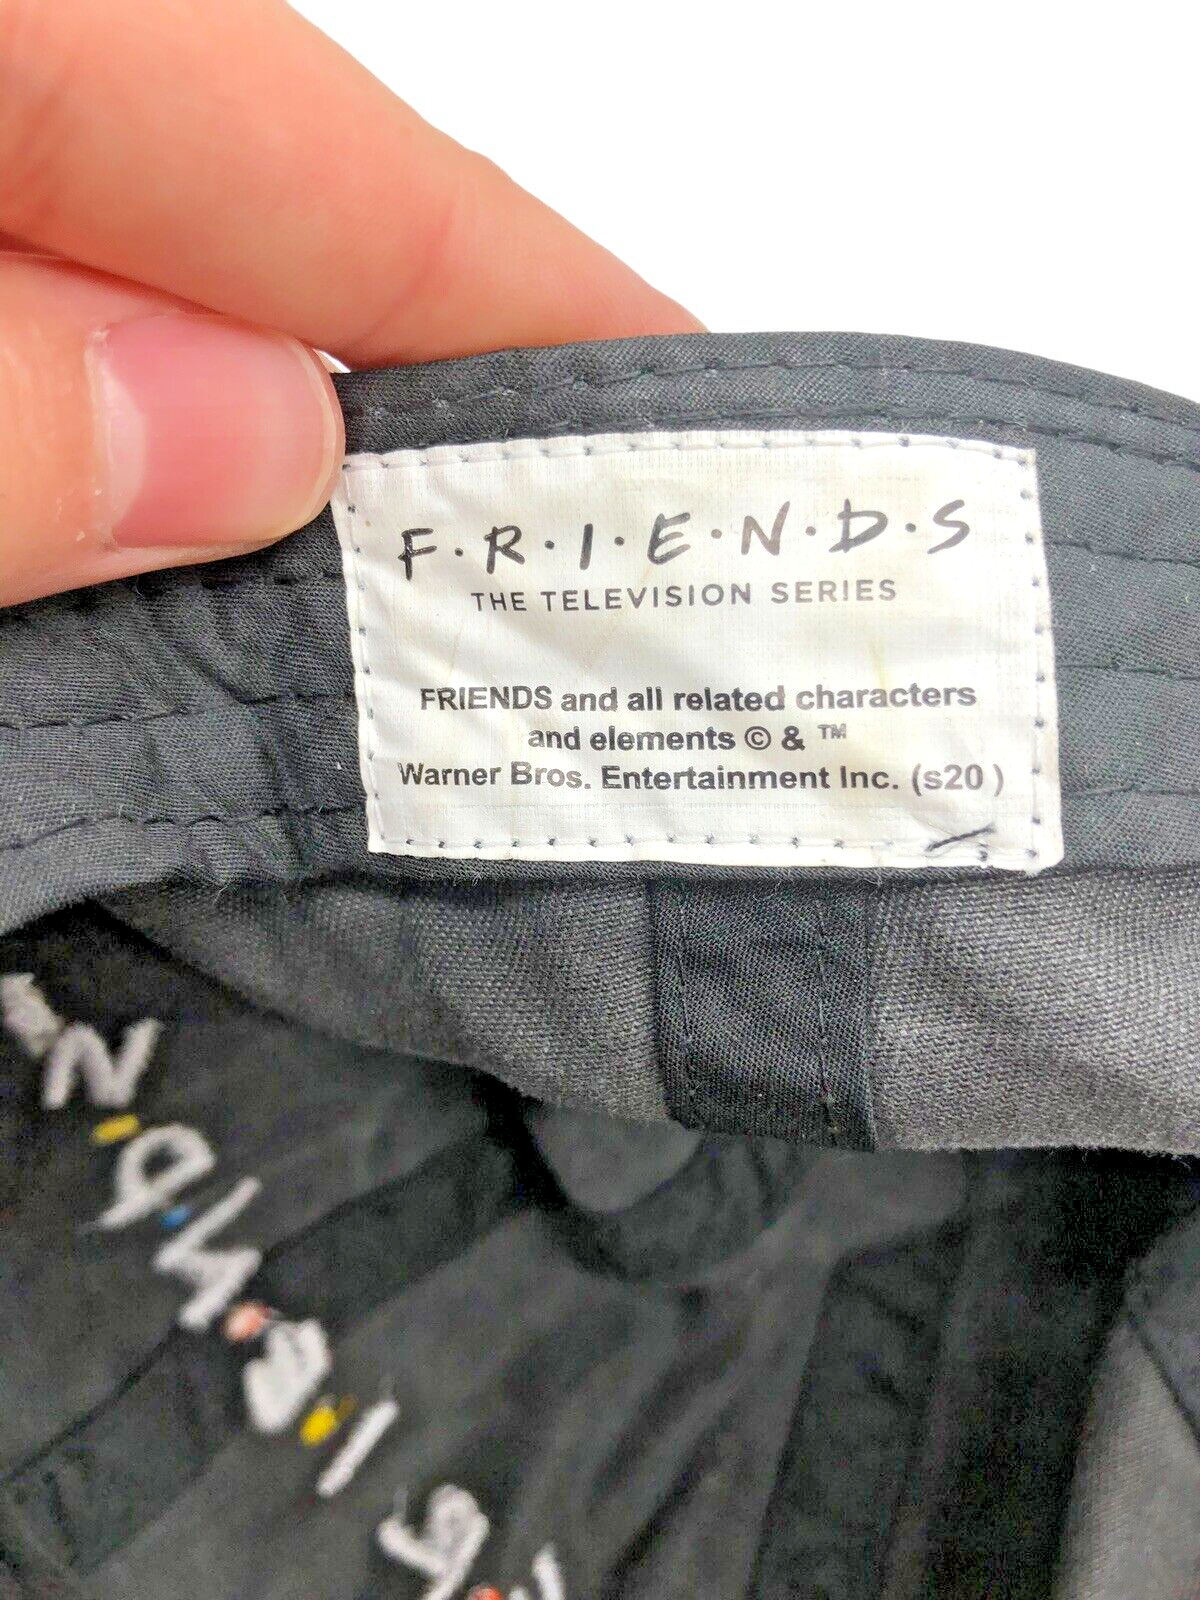 F·R·I·E·N·D·S
THE TELEVISION SERIES
FRIENDS and all related characters
and elements © & ™
Warner Bros. Entertainment Inc. (s20 )